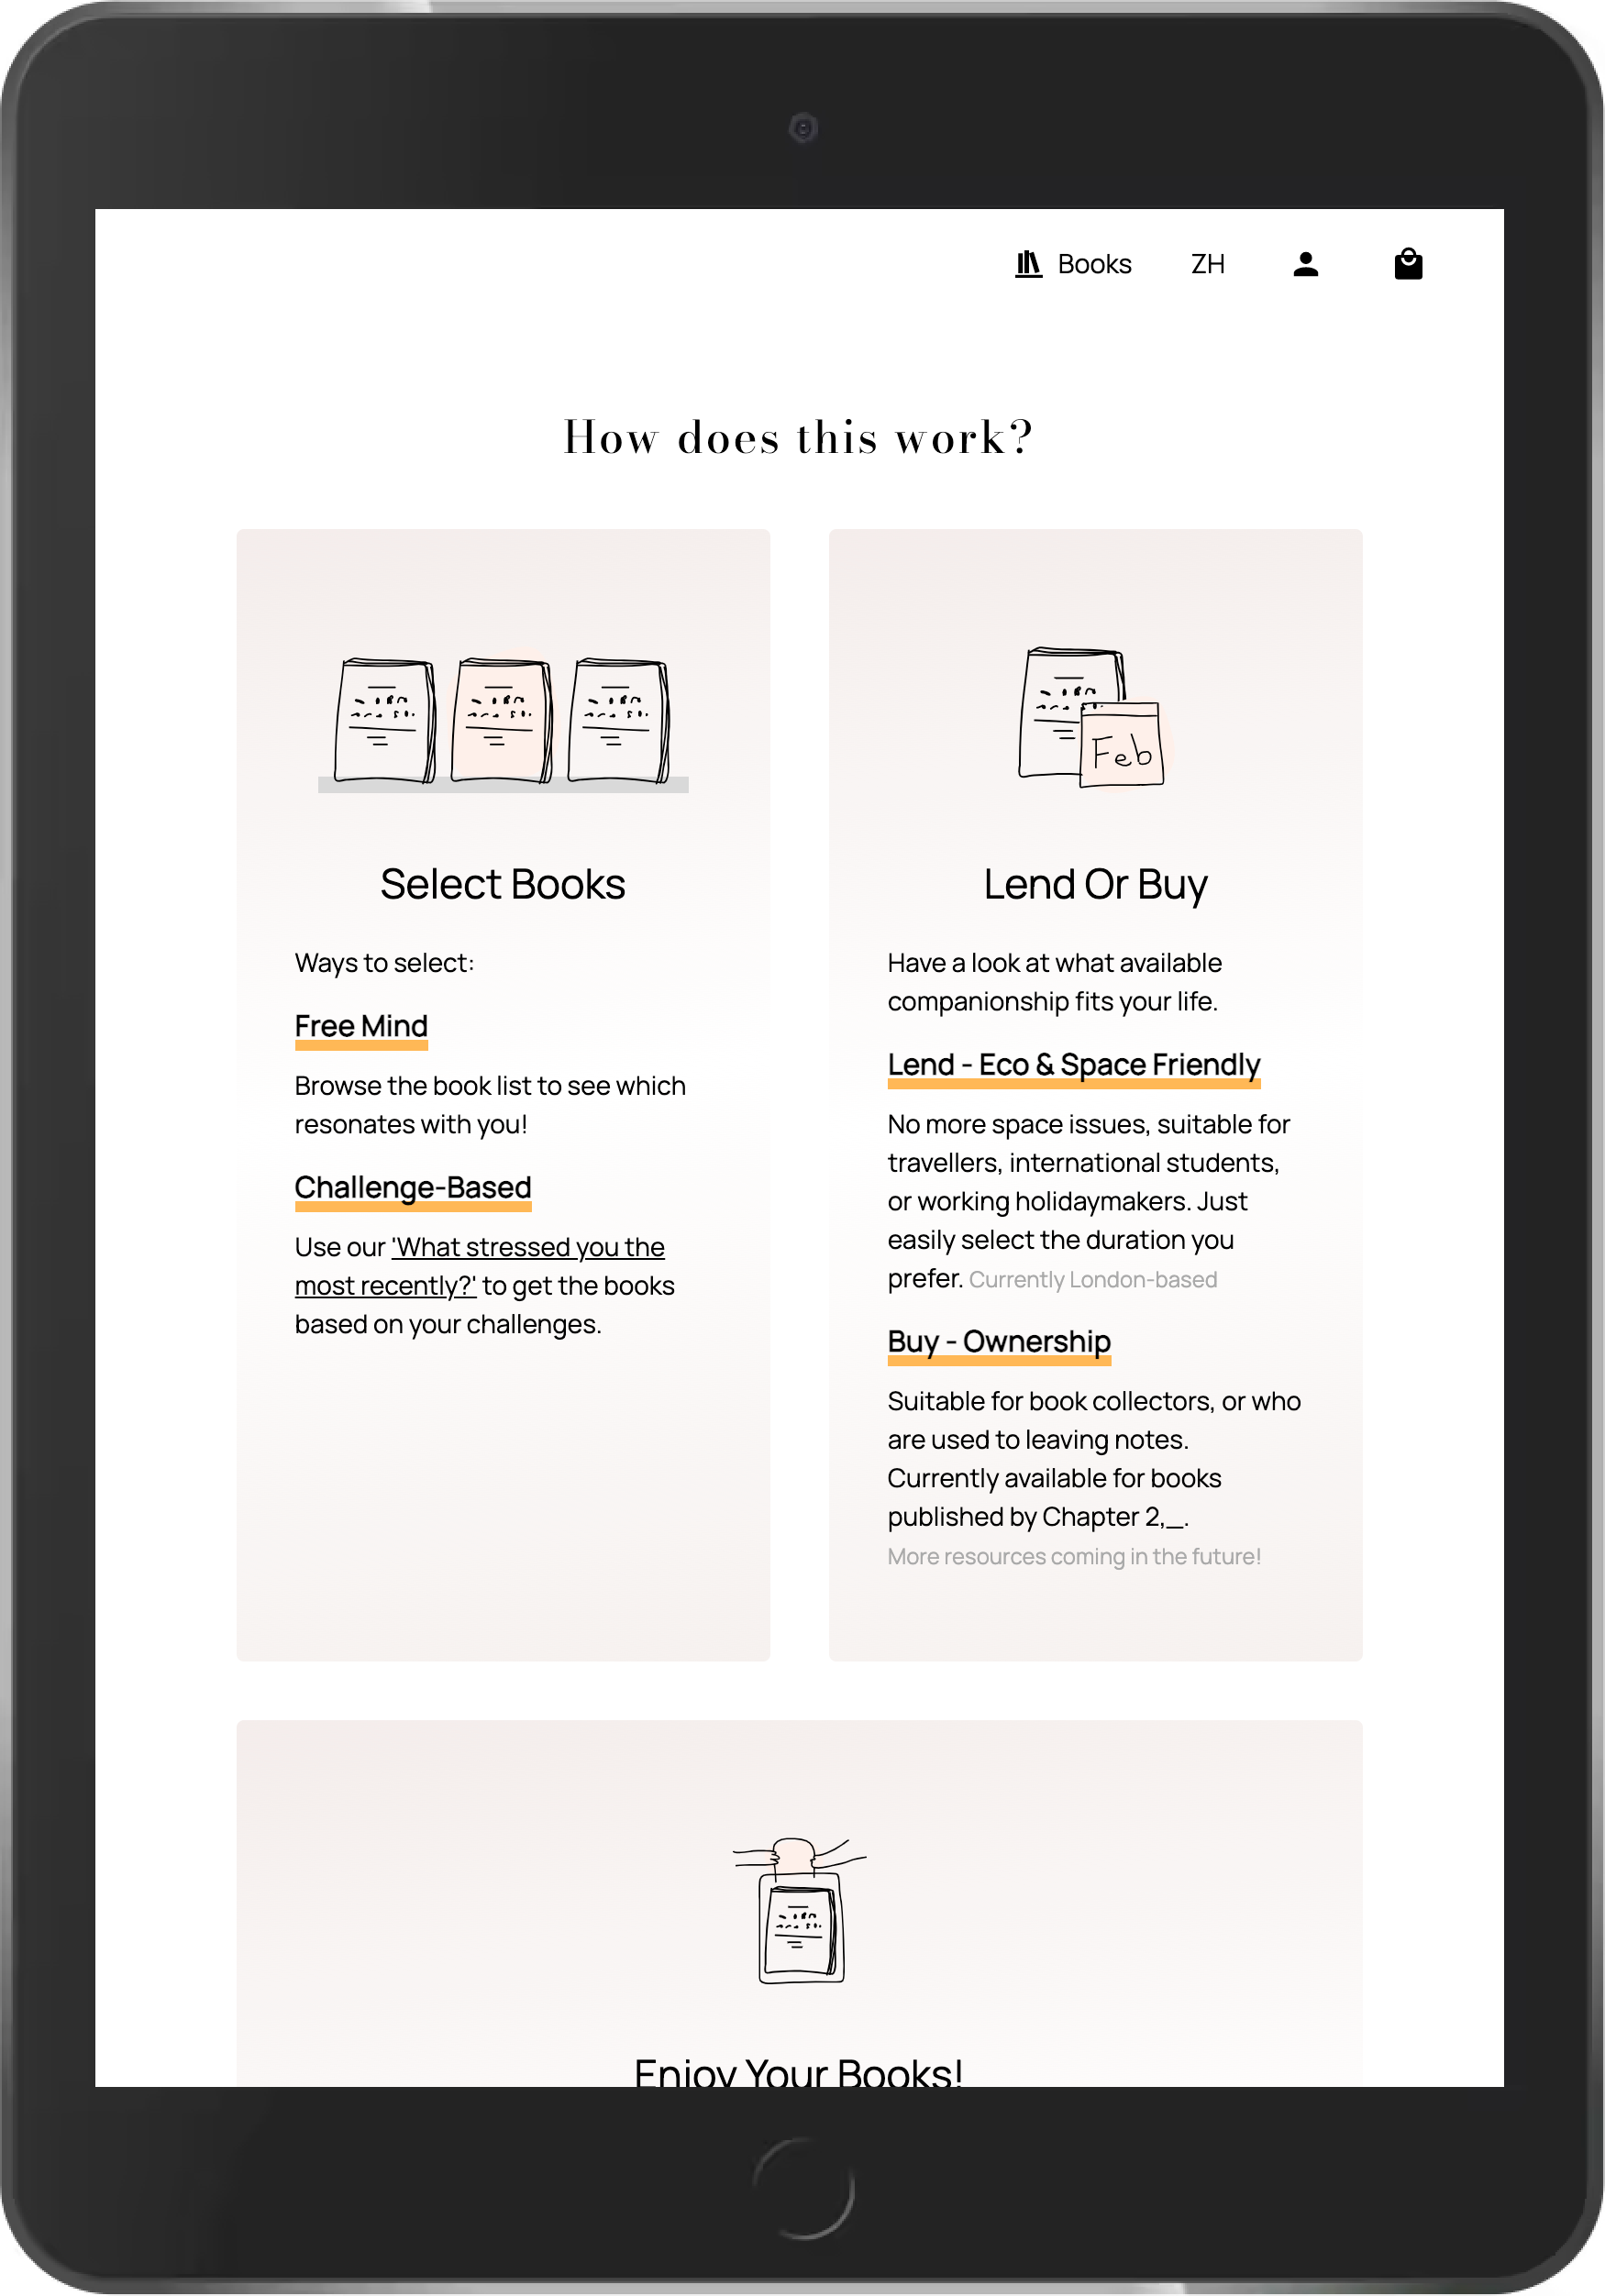 Books ZH
How does this work?
Select Books
Ways to select:
Free Mind
Browse the book list to see which
resonates with you!
Challenge-Based
Use our 'What stressed you the
most recently?' to get the books
based on your challenges.
Feb
Lend Or Buy
Have a look at what available
companionship fits your life.
Lend - Eco & Space Friendly
No more space issues, suitable for
travellers, international students,
or working holidaymakers. Just
easily select the duration you
prefer. Currently London-based
Buy - Ownership
Suitable for book collectors, or who
are used to leaving notes.
Currently available for books
published by Chapter 2,_.
More resources coming in the future!
Enjoy Your Books!